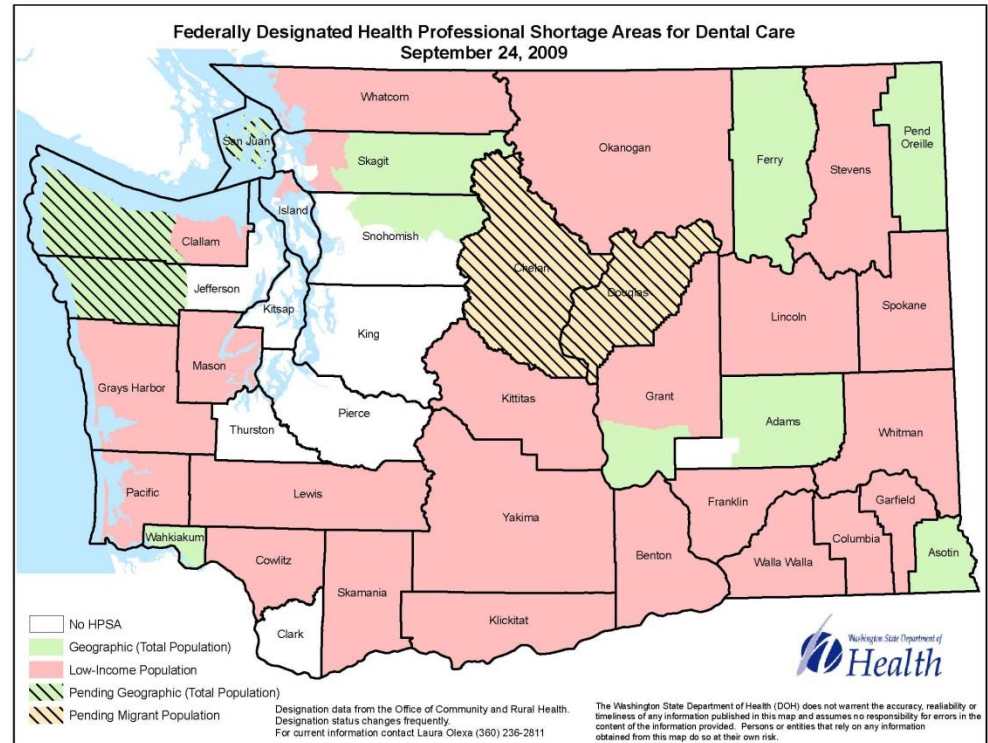 Federally Designated Health Professional Shortage Areas for Dental Care
September 24, 2009
Whatcom
San Juan
Skagit
Okanogan
Ferry
Stevens
Pend
Oreille
Island
Snohomish
Clallam
Jefferson
Chelan
Douglas
Kitsap
King
Lincoln
Spokane
Mason
Grays Harbor
Kittitas
Grant
Adams
Pierce
Thurston
Whitman
Pacific
Lewis
Yakima
Franklin
Garfield
Wahkiakum
Cowlitz
Skamania
Benton
Walla Walla
Columbia
Asotin
Klickitat
Clark
No HPSA
Geographic (Total Population)
Low-Income Population
Pending Geographic (Total Population)
Pending Migrant Population
Designation data from the Office of Community and Rural Health.
Designation status changes frequently.
For current information contact Laura Olexa (360) 236-2811
Washington State Department of
Health
The Washington State Department of Health (DOH) does not warrant the accuracy, realiability or
timeliness of any information published in this map and assumes no responsibility for errors in the
content of the information provided. Persons or entities that rely on any information
obtained from this map do so at their own risk.